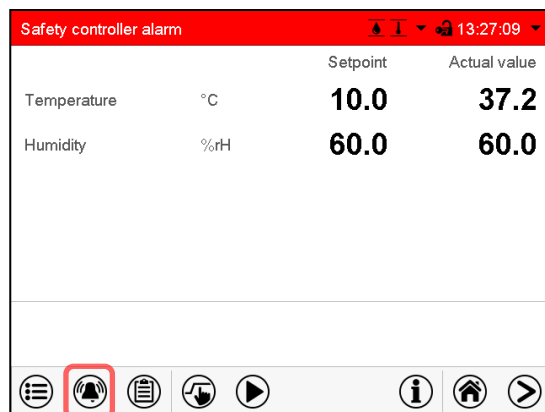 Safety controller alarm 13:27:09
Setpoint Actual value
Temperature °C 10.0 37.2
Humidity %rH 60.0 60.0